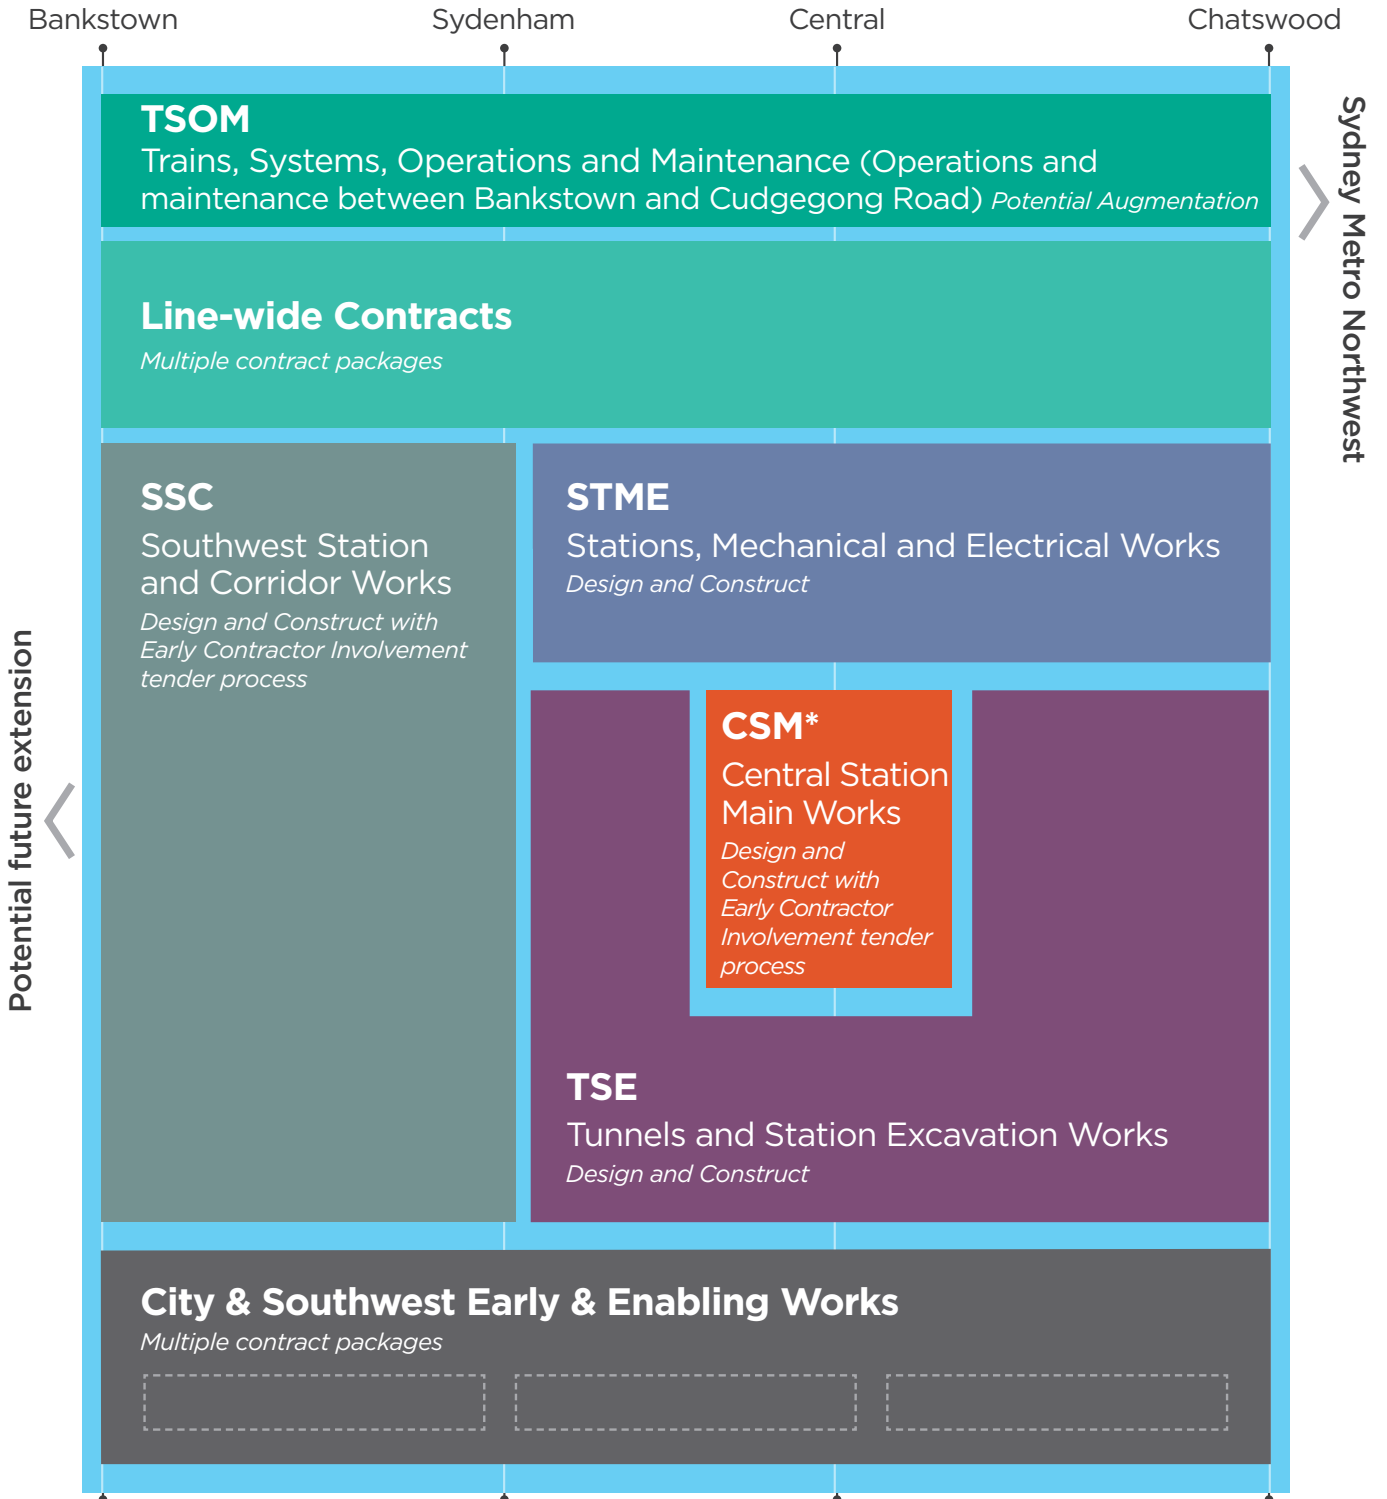 Bankstown
Sydenham
Central
Chatswood
TSOM
Trains, Systems, Operations and Maintenance (Operations and
maintenance between Bankstown and Cudgegong Road) Potential Augmentation
Sydney Metro Northwest
Line-wide Contracts
Multiple contract packages
SSC
Southwest Station
and Corridor Works
Design and Construct with
Early Contractor Involvement
tender process
STME
Stations, Mechanical and Electrical Works
Design and Construct
Potential future extension
CSM*
Central Station
Main Works
Design and
Construct with
Early Contractor
Involvement tender
process
TSE
Tunnels and Station Excavation Works
Design and Construct
City & Southwest Early & Enabling Works
Multiple contract packages